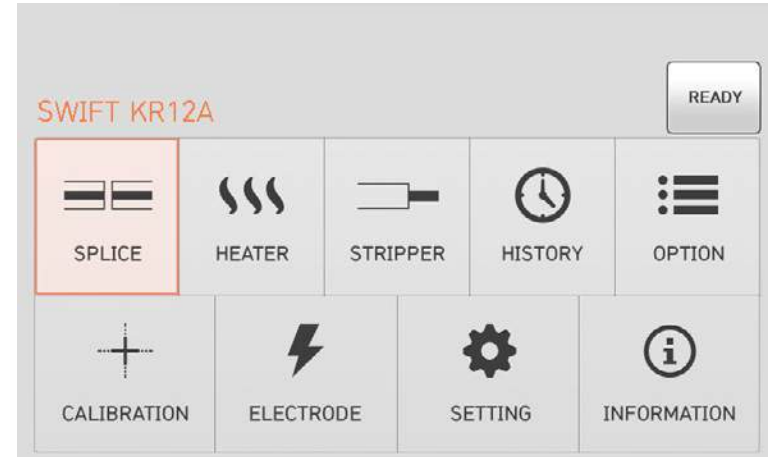 READY
SWIFT KR12A
SPLICE HEATER STRIPPER HISTORY OPTION
CALIBRATION ELECTRODE SETTING INFORMATION